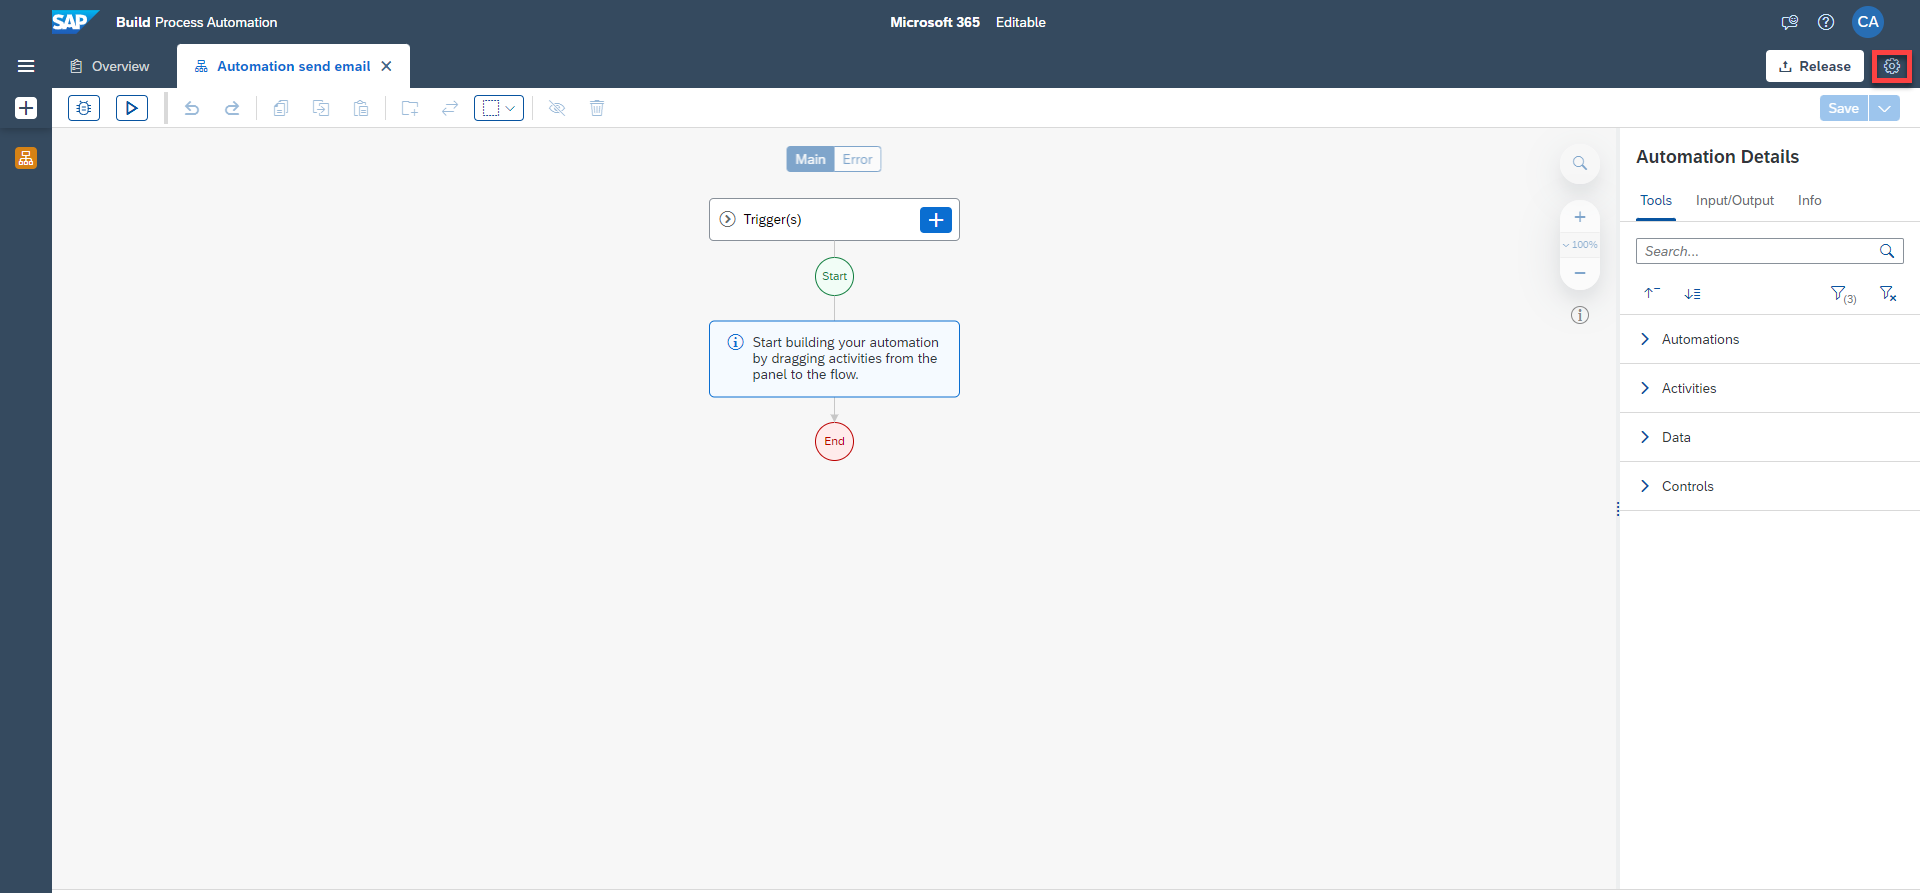 SAP Build Process Automation
Microsoft 365 Editable
CA
Overview
Automation send email
Release
Save
Main Error
Trigger(s)
Start
Start building your automation
by dragging activities from the
panel to the flow.
End
100%
Automation Details
Tools Input/Output Info
Search...
(3)
Automations
Activities
Data
Controls